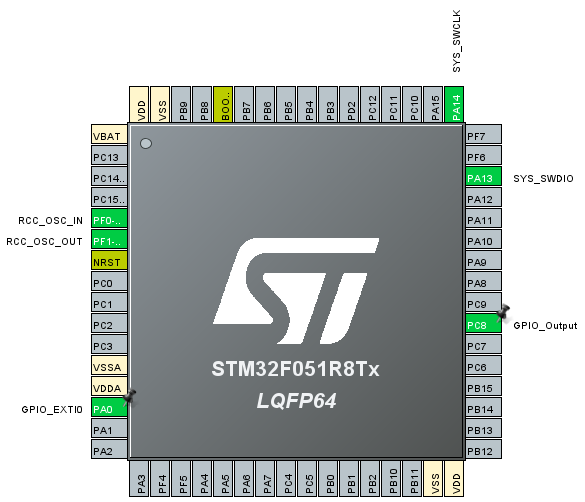 SYS_SWCLK
VDD
VSS
PB9
PB8
BOO..
PB7
PB6
PB5
PB4
PB3
PD2
PC12
PC11
PC10
PA15
PA14
VBAT
PC13
PC14..
PC15..
RCC_OSC_IN PF0-..
RCC_OSC_OUT PF1-..
NRST
PC0
PC1
PC2
PC3
VSSA
VDDA
GPIO_EXTI0 PA0
PA1
PA2
ST
STM32F051R8Tx
LQFP64
PF7
PF6
PA13 SYS_SWDIO
PA12
PA11
PA10
PA9
PA8
PC9
PC8 GPIO_Output
PC7
PC6
PB15
PB14
PB13
PB12
PA3
PF4
PF5
PA4
PA5
PA6
PA7
PC4
PC5
PB0
PB1
PB2
PB10
PB11
VSS
VDD